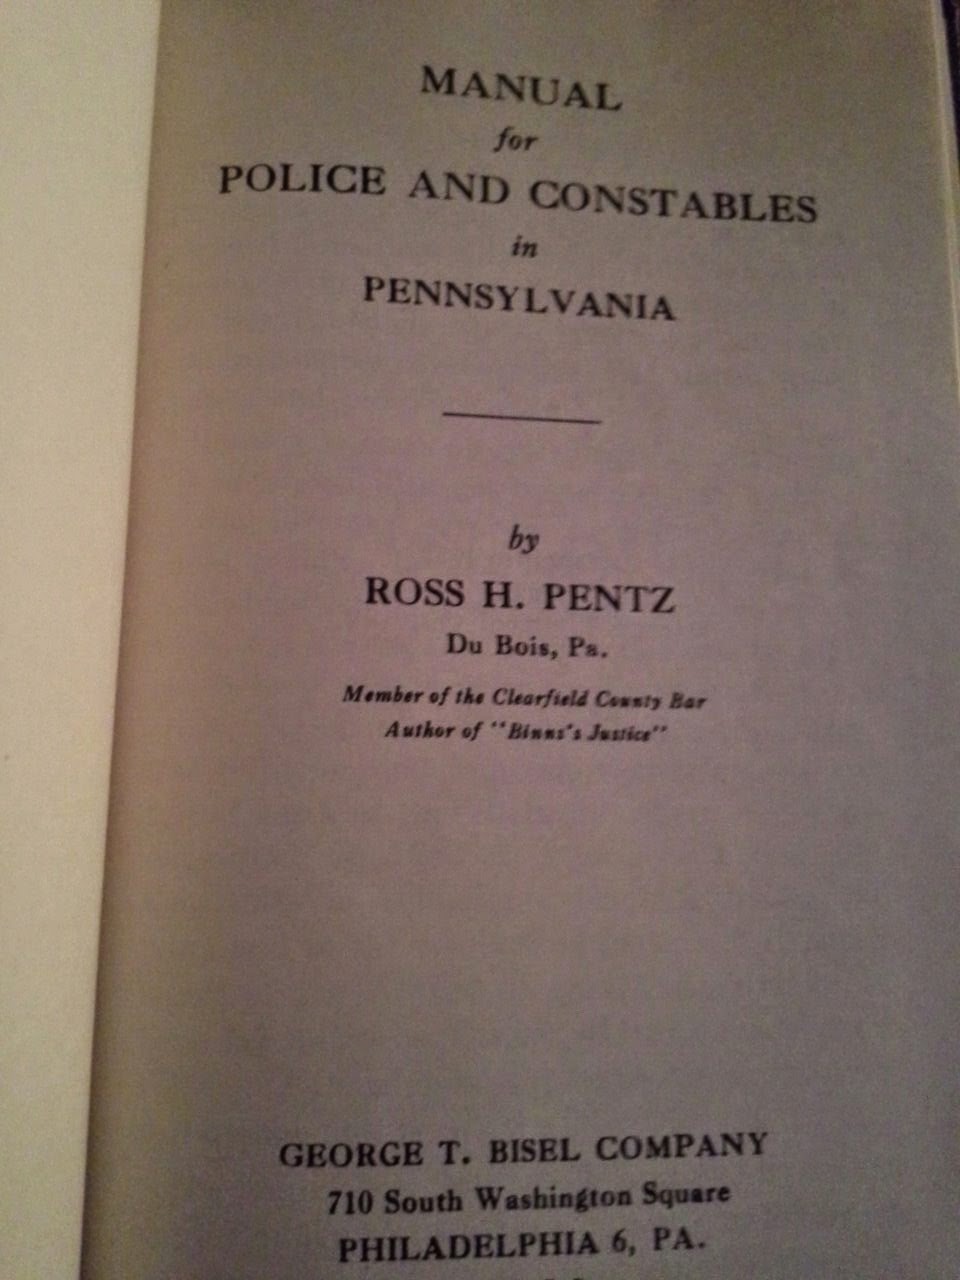 MANUAL
for
POLICE AND CONSTABLES
in
PENNSYLVANIA
by
ROSS H. PENTZ
Du Bois, Pa.
Member of the Clearfield County Bar
Author of "Binns's Justice"
GEORGE T. BISEL COMPANY
710 South Washington Square
PHILADELPHIA 6, PA.